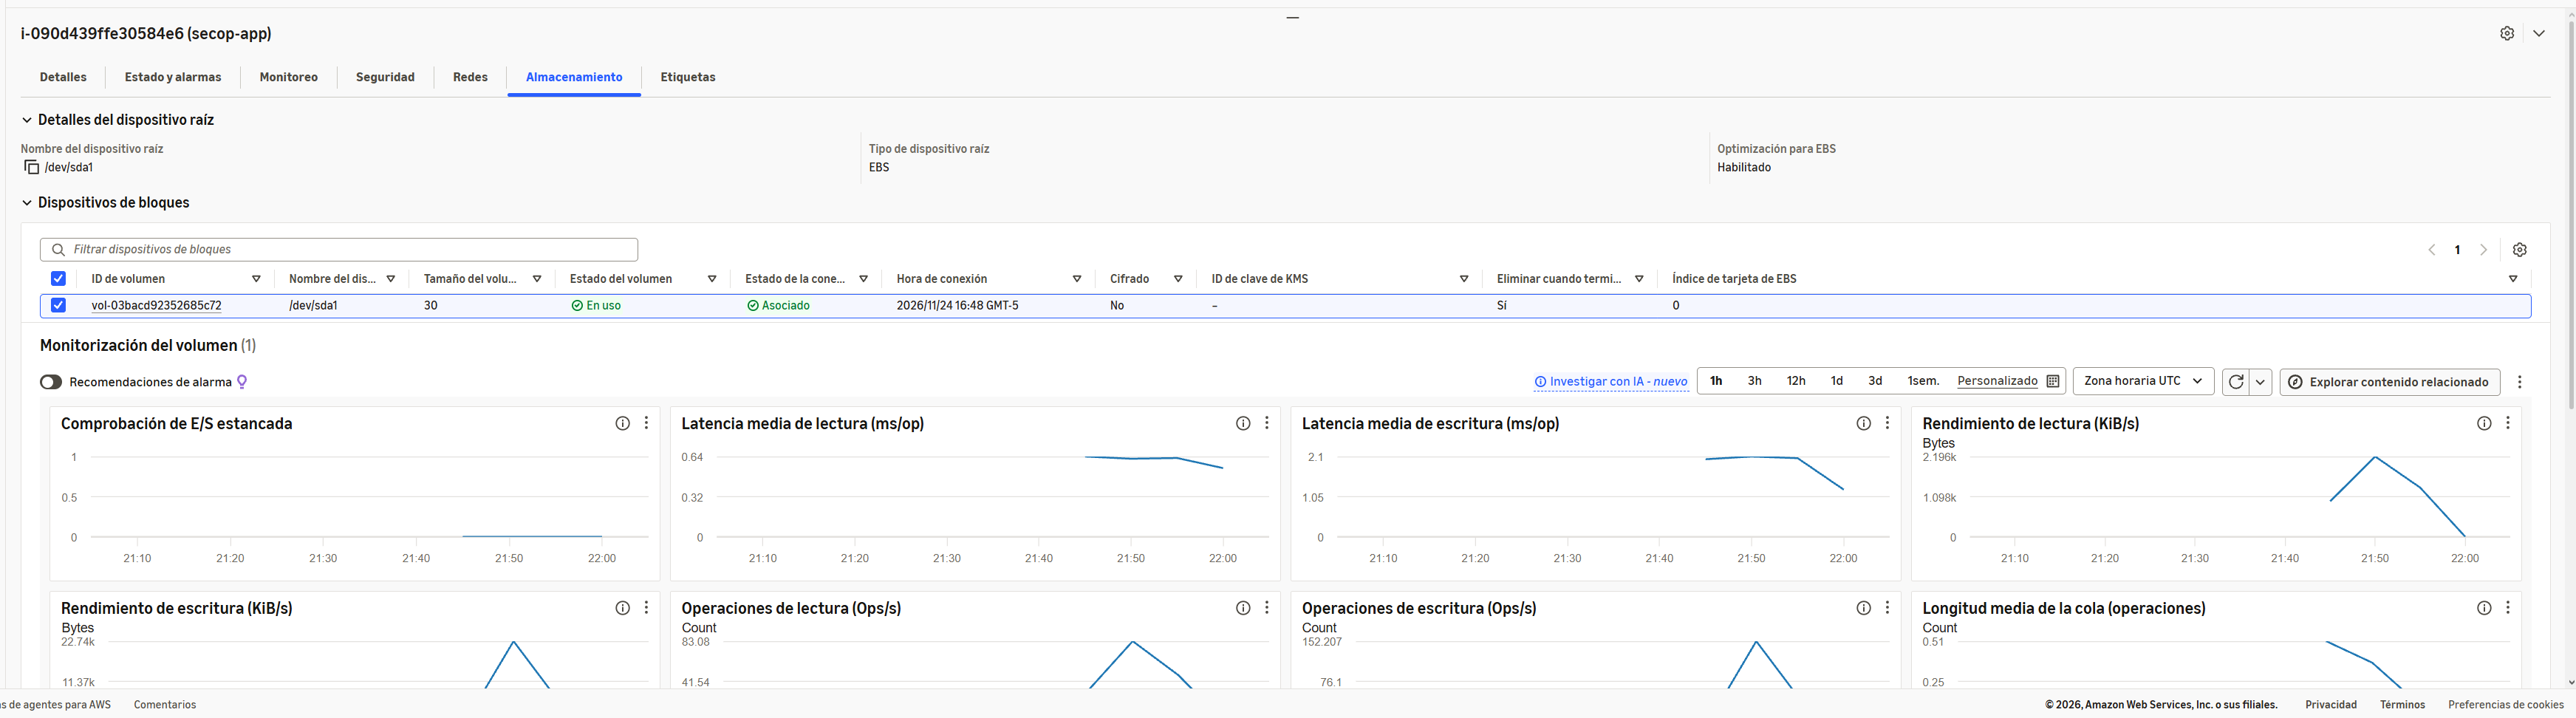 i-090d439ffe30584e6 (secop-app)
Detalles Estado y alarmas Monitoreo Seguridad Redes Almacenamiento Etiquetas
Detalles del dispositivo raíz
Nombre del dispositivo raíz Tipo de dispositivo raíz Optimización para EBS
/dev/sda1 EBS Habilitado
Dispositivos de bloques
Filtrar dispositivos de bloques 1
ID de volumen Nombre del dis... Tamaño del volu... Estado del volumen Estado de la cone... Hora de conexión Cifrado ID de clave de KMS Eliminar cuando termi... Índice de tarjeta de EBS
vol-03bacd92352685c72 /dev/sda1 30 En uso Asociado 2026/11/24 16:48 GMT-5 No – Sí 0
Monitorización del volumen (1)
Recomendaciones de alarma Investigar con IA - nuevo 1h 3h 12h 1d 3d 1sem. Personalizado Zona horaria UTC Explorar contenido relacionado
Comprobación de E/S estancada
1
0.5
0
21:10 21:20 21:30 21:40 21:50 22:00
Latencia media de lectura (ms/op)
0.64
0.32
0
21:10 21:20 21:30 21:40 21:50 22:00
Latencia media de escritura (ms/op)
2.1
1.05
0
21:10 21:20 21:30 21:40 21:50 22:00
Rendimiento de lectura (KiB/s)
Bytes
2.196k
1.098k
0
21:10 21:20 21:30 21:40 21:50 22:00
Rendimiento de escritura (KiB/s)
Bytes
22.74k
11.37k
Operaciones de lectura (Ops/s)
Count
83.08
41.54
Operaciones de escritura (Ops/s)
Count
152.207
76.1
Longitud media de la cola (operaciones)
Count
0.51
0.25
s de agentes para AWS Comentarios © 2026, Amazon Web Services, Inc. o sus filiales. Privacidad Términos Preferencias de cookies